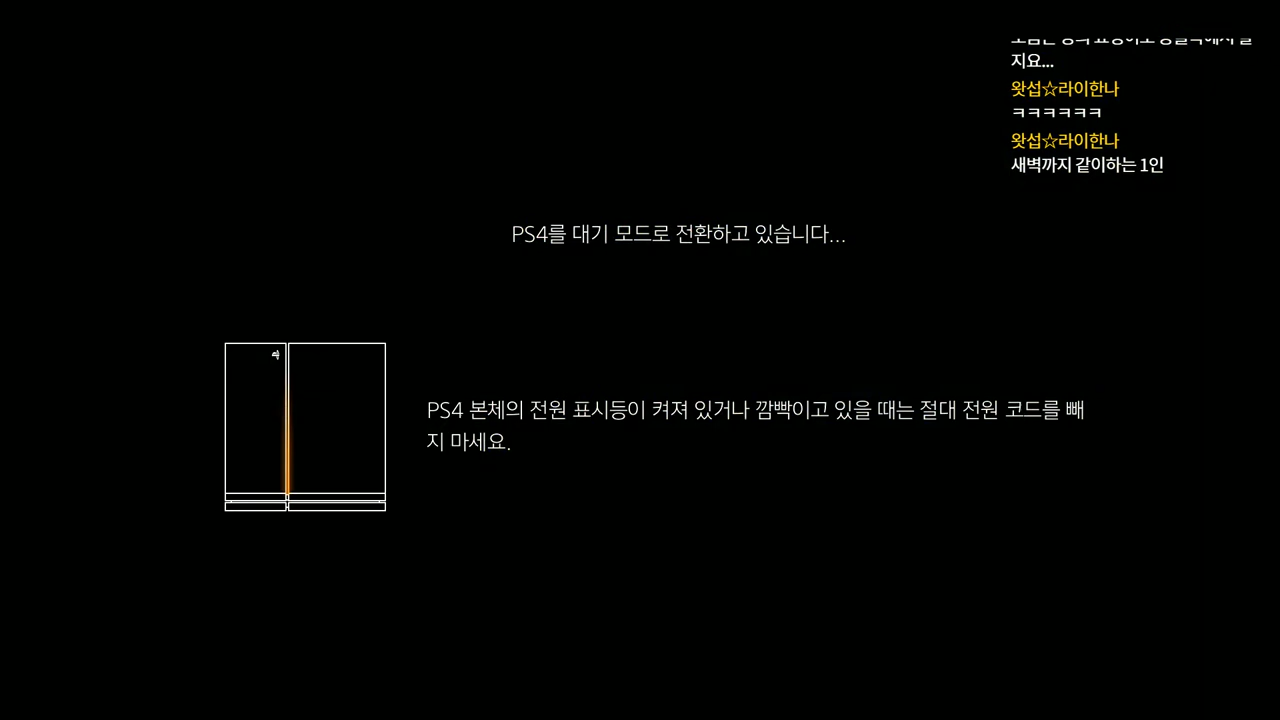 지요...
왓섭☆라이한나
ㅋㅋㅋㅋㅋㅋ
왓섭☆라이한나
새벽까지 같이하는 1인
PS4를 대기 모드로 전환하고 있습니다...
PS4 본체의 전원 표시등이 켜져 있거나 깜빡이고 있을 때는 절대 전원 코드를 빼
지 마세요.